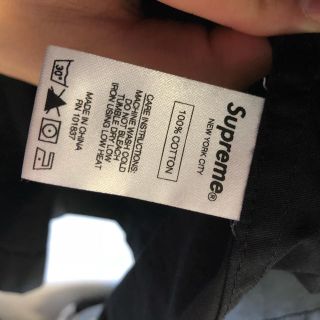 Supreme®
NEW YORK CITY
100% COTTON
CARE INSTRUCTIONS:
MACHINE WASH COLD
DO NOT BLEACH
TUMBLE DRY LOW
IRON USING LOW HEAT
30°
MADE IN CHINA
RN 101837